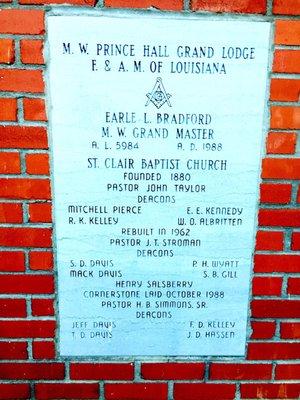 M. W. PRINCE HALL GRAND LODGE
F. & A. M. OF LOUISIANA
G
EARLE L. BRADFORD
M. W. GRAND MASTER
A. L. 5984 A. D. 1988
ST. CLAIR BAPTIST CHURCH
FOUNDED 1880
PASTOR JOHN TAYLOR
DEACONS
MITCHELL PIERCE E. E. KENNEDY
R. K. KELLEY W. O. ALBRITTEN
REBUILT IN 1962
PASTOR J. T. STROMAN
DEACONS
S. D. DAVIS P. H. WYATT
MACK DAVIS S. B. GILL
HENRY SALSBERRY
CORNERSTONE LAID OCTOBER 1988
PASTOR H. B. SIMMONS, SR.
DEACONS
JEFF DAVIS F. D. KELLEY
T. D. DAVIS J. D. HASSEN